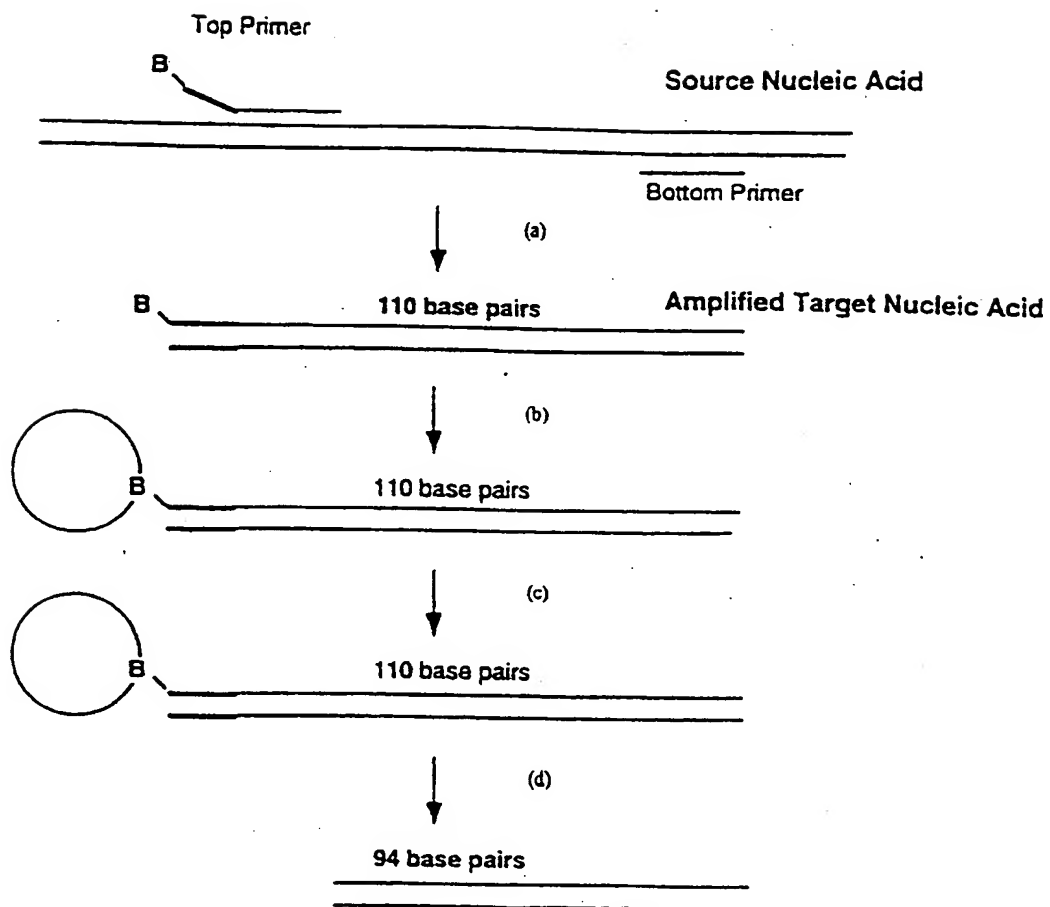 Top Primer
B
Source Nucleic Acid
Bottom Primer
(a)
B
110 base pairs
Amplified Target Nucleic Acid
(b)
B
110 base pairs
(c)
B
110 base pairs
(d)
94 base pairs